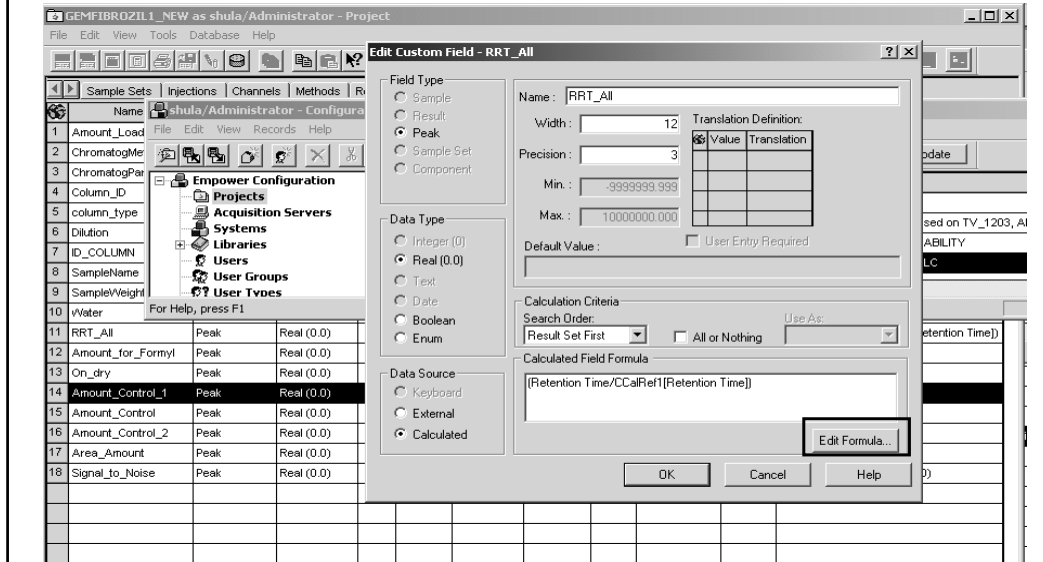 GEMFIBROZIL1_NEW as shula/Administrator - Project
File Edit View Tools Database Help
Sample Sets Injections Channels Methods
Name
1 Amount_Load
2 ChromatogMe
3 ChromatogPar
4 Column_ID
5 column_type
6 Dilution
7 ID_COLUMN
8 SampleName
9 SampleWeight
10 Water
11 RRT_All Peak Real (0.0)
12 Amount_for_Formyl Peak Real (0.0)
13 On_dry Peak Real (0.0)
14 Amount_Control_1 Peak Real (0.0)
15 Amount_Control Peak Real (0.0)
16 Amount_Control_2 Peak Real (0.0)
17 Area_Amount Peak Real (0.0)
18 Signal_to_Noise Peak Real (0.0)
shula/Administrator - Configura
File Edit View Records Help
Empower Configuration
Projects
Acquisition Servers
Systems
Libraries
Users
User Groups
User Types
For Help, press F1
Edit Custom Field - RRT_All
Field Type
Sample
Result
Peak
Sample Set
Component
Data Type
Integer (0)
Real (0.0)
Text
Date
Boolean
Enum
Data Source
Keyboard
External
Calculated
Name : RRT_All
Width : 12
Precision : 3
Min. : -9999999.999
Max. : 10000000.000
Translation Definition:
Value Translation
Default Value :
User Entry Required
Calculation Criteria
Search Order:
Result Set First
All or Nothing
Use As:
Calculated Field Formula
(Retention Time/CCalRef1[Retention Time])
Edit Formula...
OK Cancel Help
pdate
sed on TV_1203, A
ABILITY
LC
etention Time])